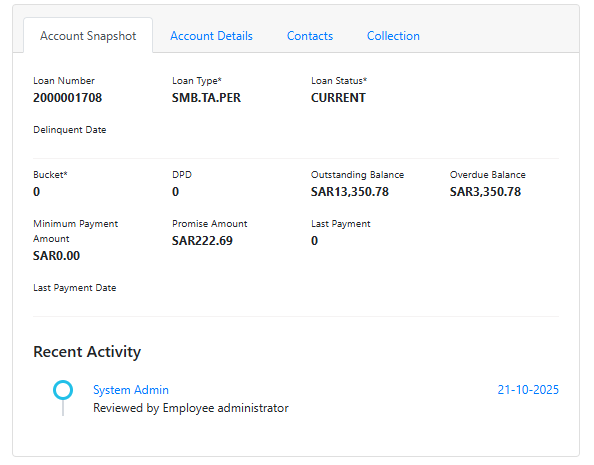 Account Snapshot Account Details Contacts Collection
Loan Number Loan Type* Loan Status*
2000001708 SMB.TA.PER CURRENT
Delinquent Date
Bucket* DPD Outstanding Balance Overdue Balance
0 0 SAR13,350.78 SAR3,350.78
Minimum Payment Amount Promise Amount Last Payment
SAR0.00 SAR222.69 0
Last Payment Date
Recent Activity
System Admin 21-10-2025
Reviewed by Employee administrator